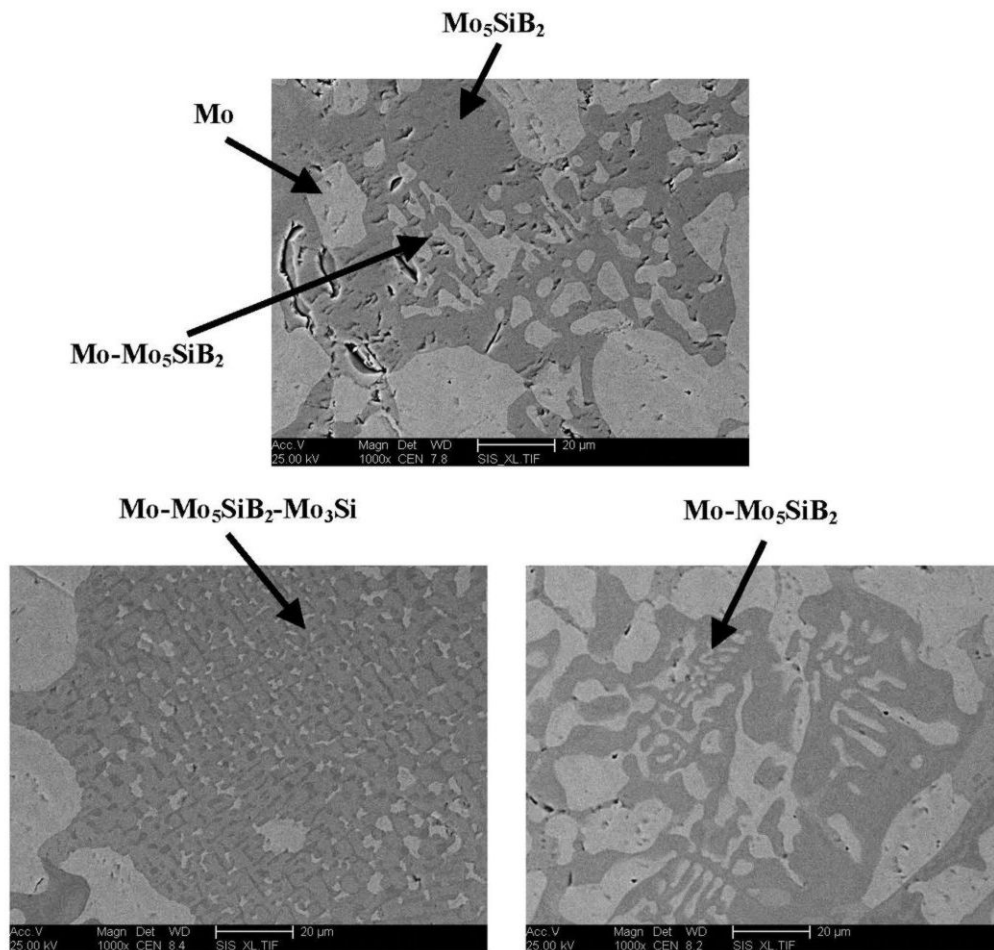 Mo₅SiB₂
Mo
Mo-Mo₅SiB₂
Acc.V Magn Det WD 20 µm
25.00 kV 1000x CEN 7.8 SIS_XL.TIF
Mo-Mo₅SiB₂-Mo₃Si
Mo-Mo₅SiB₂
Acc.V Magn Det WD 20 µm
25.00 kV 1000x CEN 8.4 SIS_XL.TIF
Acc.V Magn Det WD 20 µm
25.00 kV 1000x CEN 8.2 SIS_XL.TIF